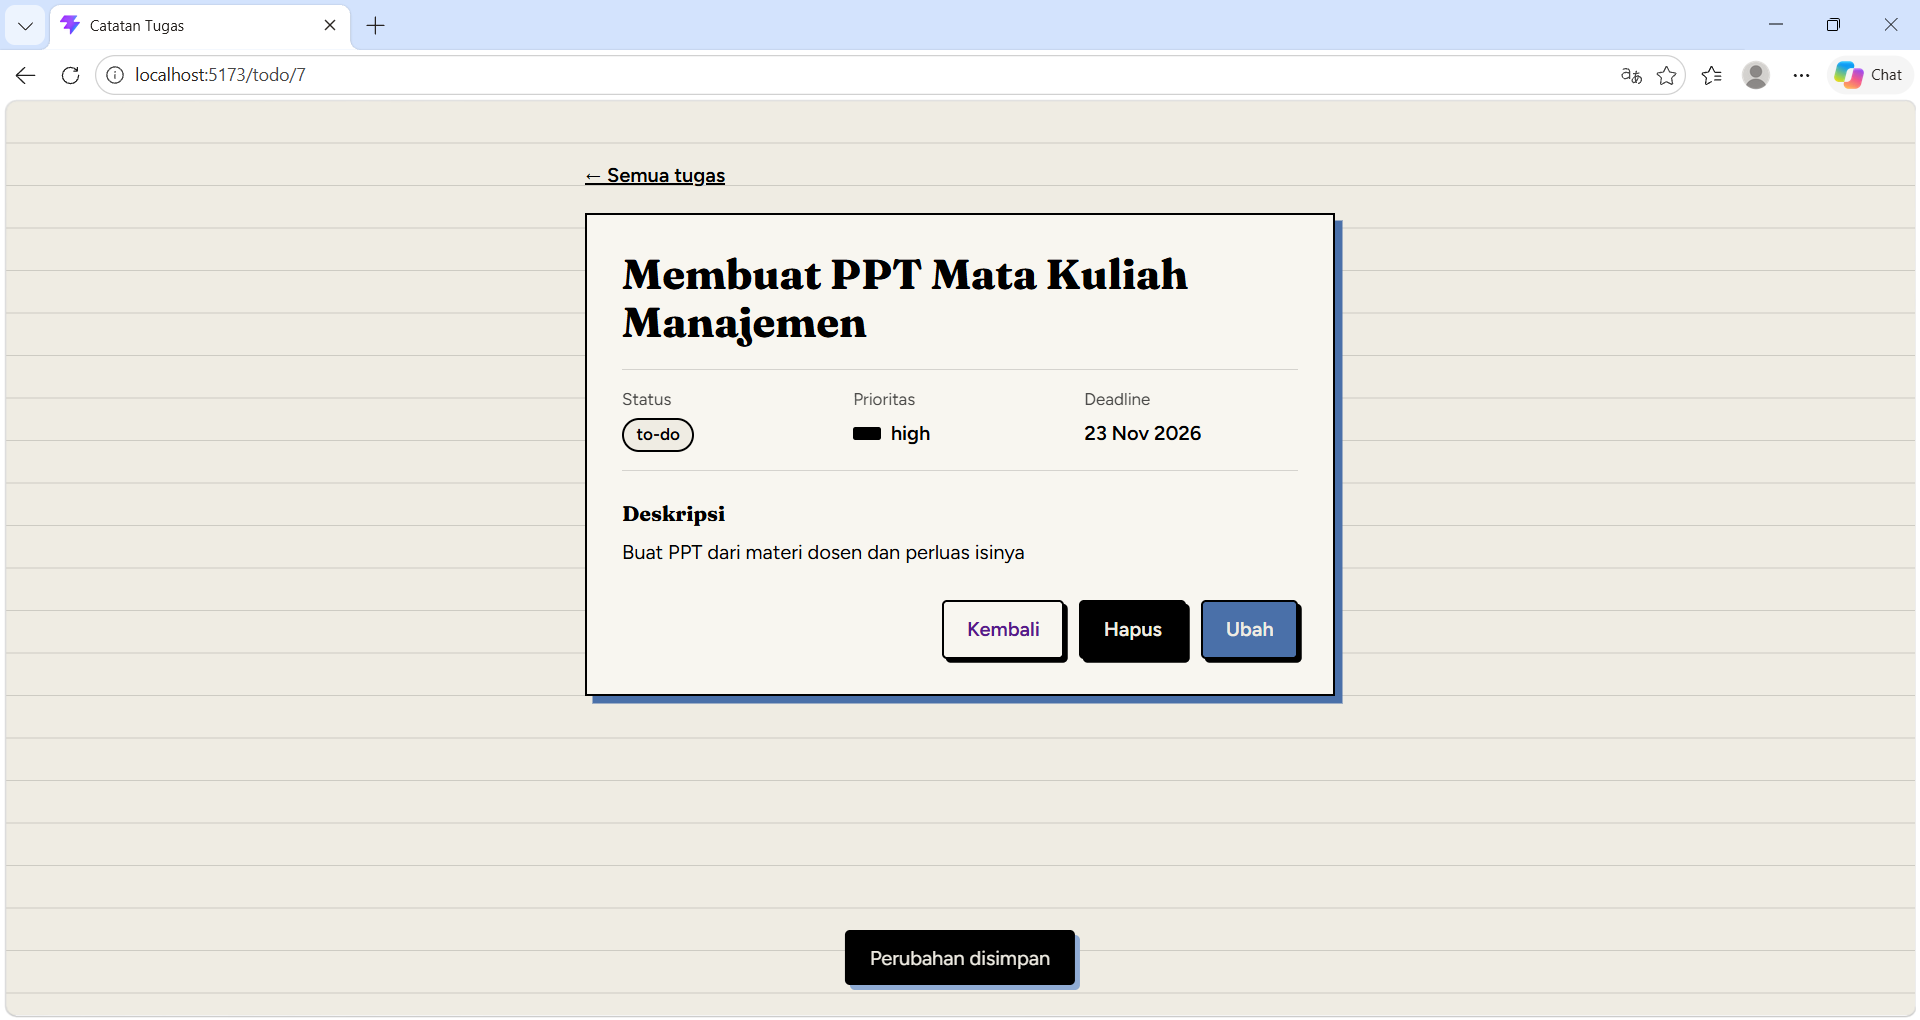 Catatan Tugas
localhost:5173/todo/7
Chat
← Semua tugas
Membuat PPT Mata Kuliah
Manajemen
Status
Prioritas
Deadline
to-do
high
23 Nov 2026
Deskripsi
Buat PPT dari materi dosen dan perluas isinya
Kembali
Hapus
Ubah
Perubahan disimpan